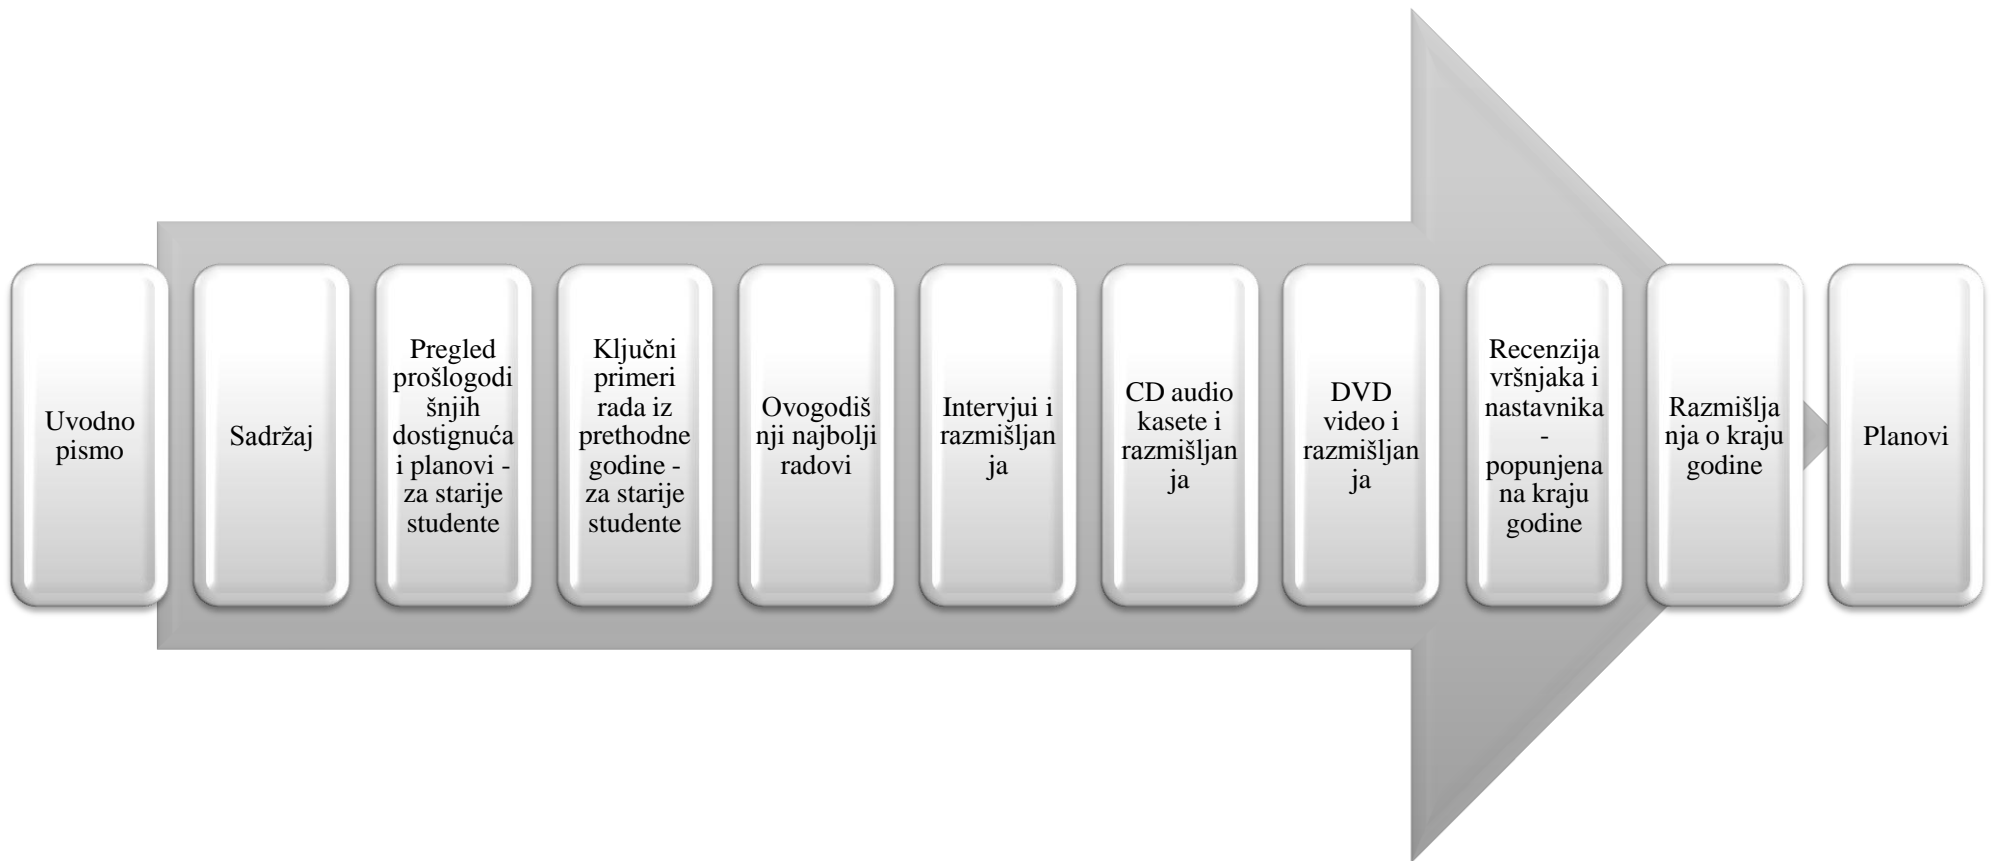 Uvodno
pismo
Sadržaj
Pregled
prošlogodi
šnjih
dostignuća
i planovi -
za starije
studente
Ključni
primeri
rada iz
prethodne
godine -
za starije
studente
Ovogodiš
nji najbolji
radovi
Intervjui i
razmišljan
ja
CD audio
kasete i
razmišljan
ja
DVD
video i
razmišljan
ja
Recenzija
vršnjaka i
nastavnika
-
popunjena
na kraju
godine
Razmišlja
nja o kraju
godine
Planovi